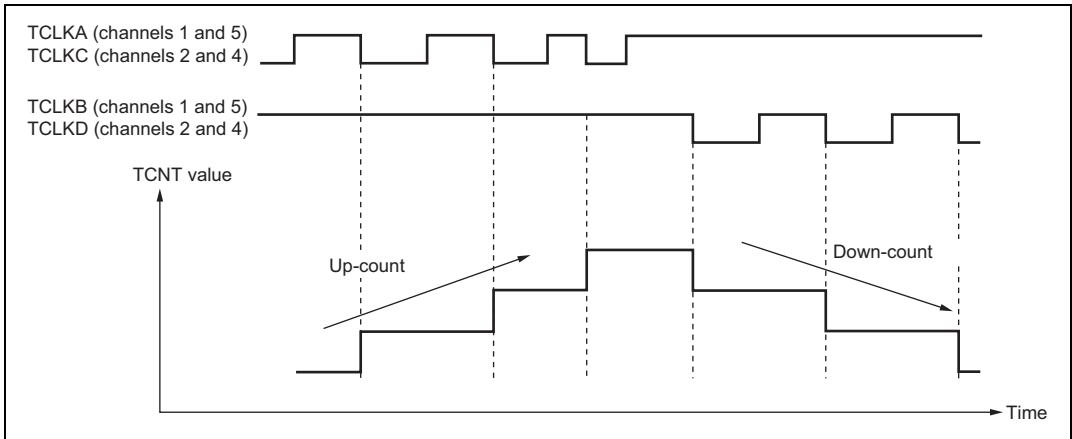 TCLKA (channels 1 and 5)
TCLKC (channels 2 and 4)
TCLKB (channels 1 and 5)
TCLKD (channels 2 and 4)
TCNT value
Up-count
Down-count
Time